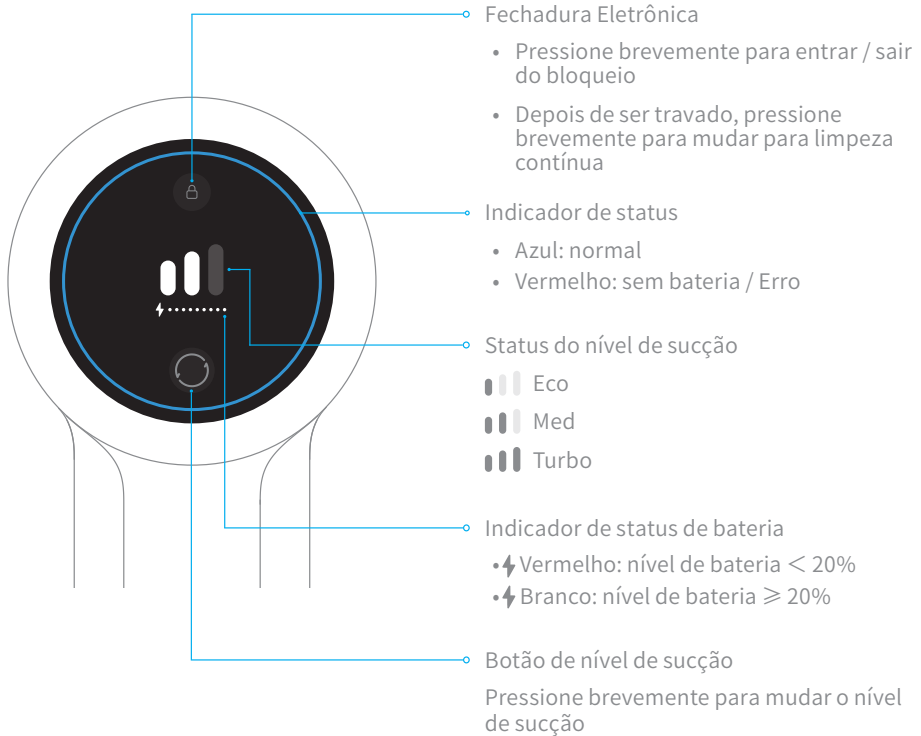 Fechadura Eletrônica
• Pressione brevemente para entrar / sair
do bloqueio
• Depois de ser travado, pressione
brevemente para mudar para limpeza
contínua
Indicador de status
• Azul: normal
• Vermelho: sem bateria / Erro
Status do nível de sucção
Eco
Med
Turbo
Indicador de status de bateria
• Vermelho: nível de bateria < 20%
• Branco: nível de bateria ⩾ 20%
Botão de nível de sucção
Pressione brevemente para mudar o nível
de sucção